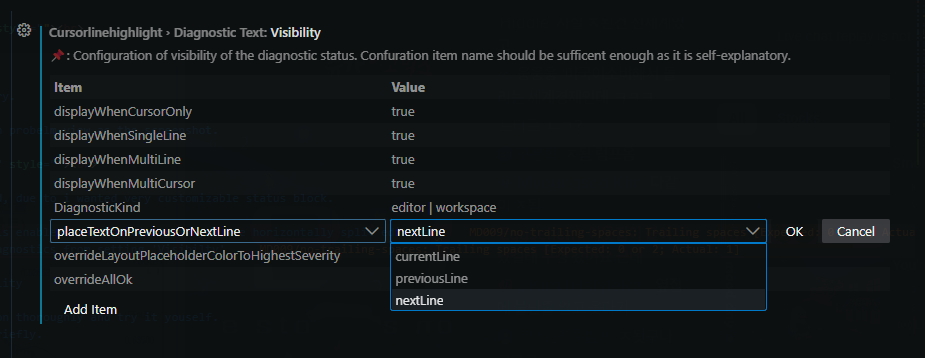 Cursorlinehighlight › Diagnostic Text: Visibility
📌: Configuration of visibility of the diagnostic status. Confuration item name should be sufficent enough as it is self-explanatory.
Item Value
displayWhenCursorOnly true
displayWhenSingleLine true
displayWhenMultiLine true
displayWhenMultiCursor true
DiagnosticKind editor | workspace
placeTextOnPreviousOrNextLine nextLine OK Cancel
overrideLayoutPlaceholderColorToHighestSeverity currentLine
overrideAllOk previousLine
nextLine
Add Item